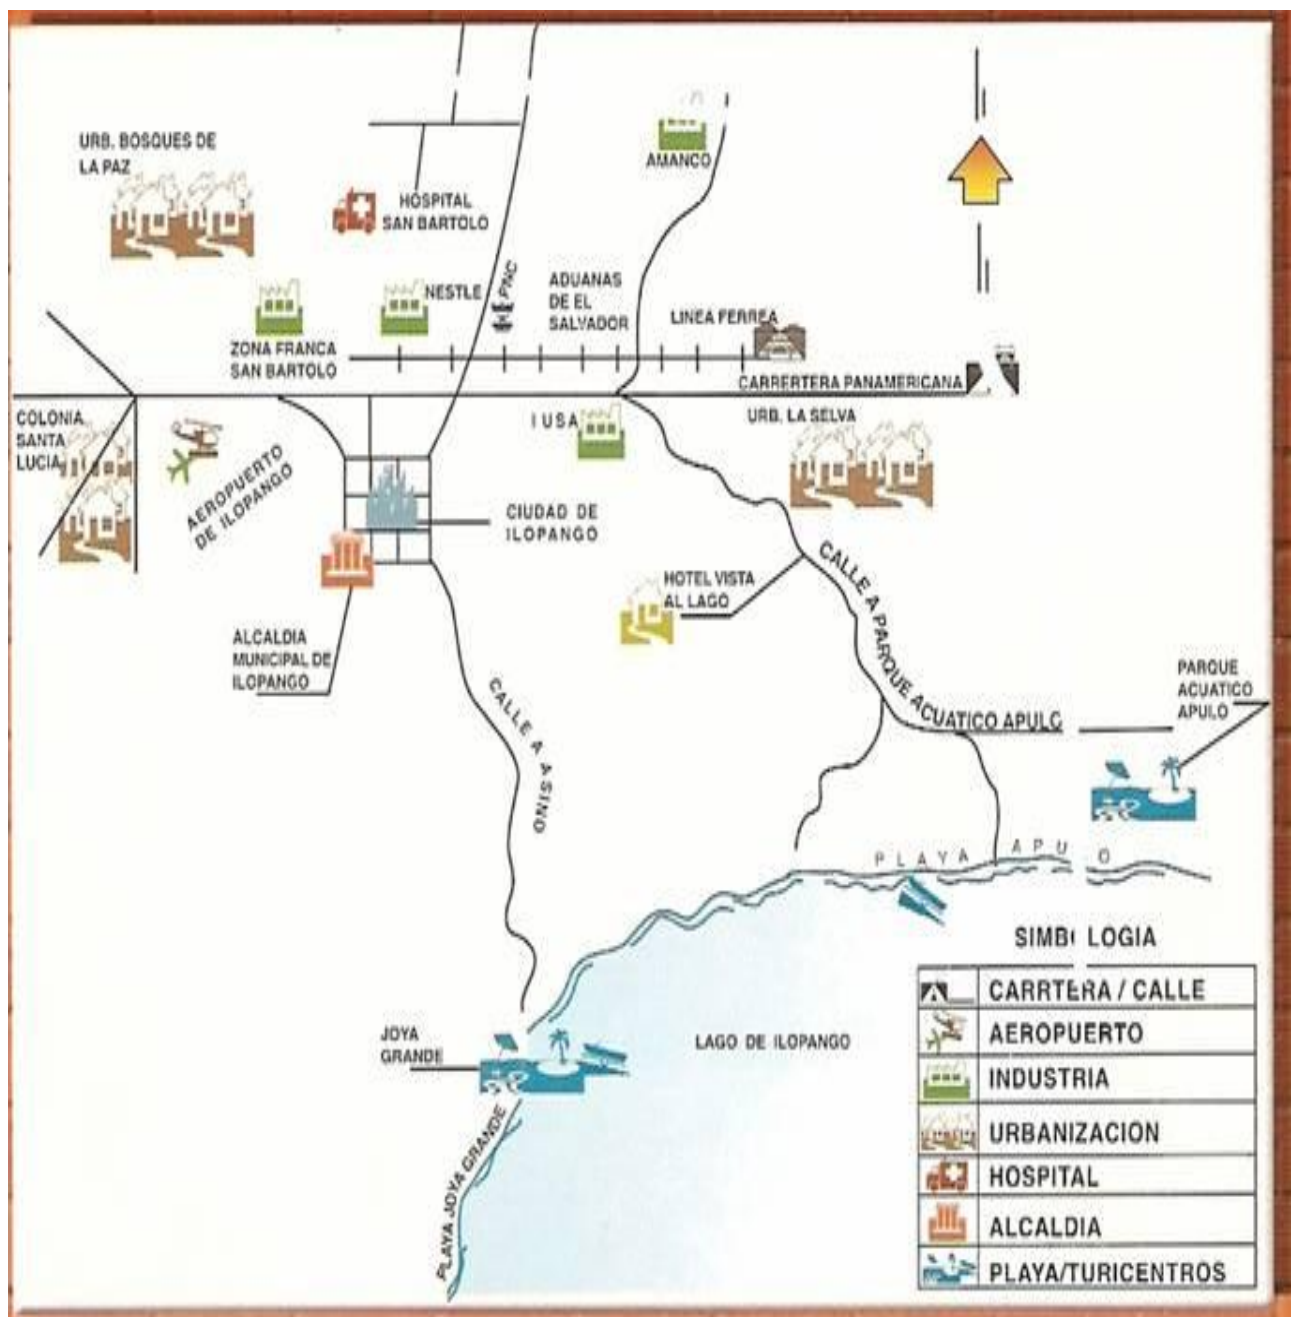 URB. BOSQUES DE
LA PAZ
HOSPITAL
SAN BARTOLO
AMANCO
NESTLE
PNC
ADUANAS
DE EL
SALVADOR
LINEA FERREA
ZONA FRANCA
SAN BARTOLO
CARRERTERA PANAMERICANA
COLONIA
SANTA
LUCIA
AEROPUERTO
DE ILOPANGO
I USA
URB. LA SELVA
CIUDAD DE
ILOPANGO
HOTEL VISTA
AL LAGO
CALLE A PARQUE ACUATICO APULO
ALCALDIA
MUNICIPAL DE
ILOPANGO
CALLE A ASINO
PARQUE
ACUATICO
APULO
PLAYA APU O
JOYA
GRANDE
LAGO DE ILOPANGO
PLAYA JOYA GRANDE
SIMB LOGIA
CARRTERA / CALLE
AEROPUERTO
INDUSTRIA
URBANIZACION
HOSPITAL
ALCALDIA
PLAYA/TURICENTROS